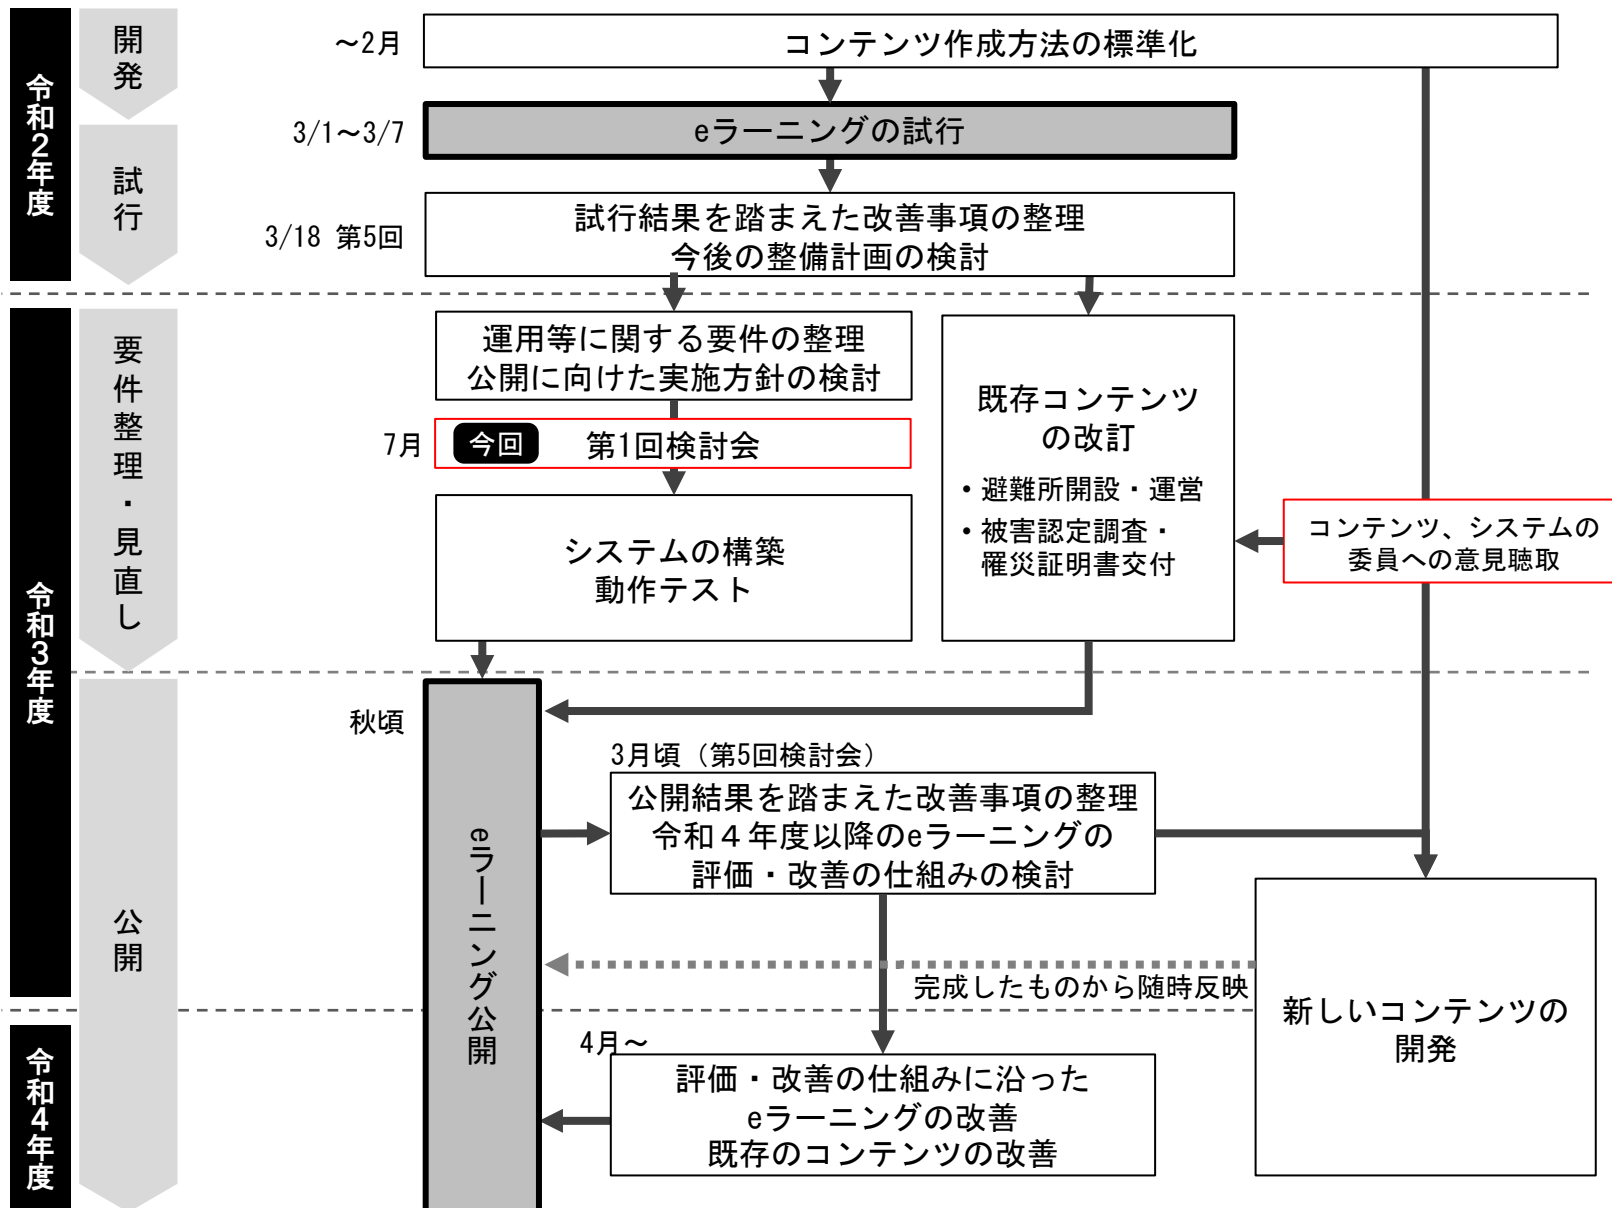 令和2年度
開発
～2月
コンテンツ作成方法の標準化
3/1～3/7
eラーニングの試行
試行
3/18 第5回
試行結果を踏まえた改善事項の整理
今後の整備計画の検討
令和3年度
要件整理・見直し
運用等に関する要件の整理
公開に向けた実施方針の検討
7月
今回
第1回検討会
システムの構築
動作テスト
既存コンテンツ
の改訂
・避難所開設・運営
・被害認定調査・
罹災証明書交付
コンテンツ、システムの
委員への意見聴取
公開
秋頃
eラーニング公開
3月頃（第5回検討会）
公開結果を踏まえた改善事項の整理
令和４年度以降のeラーニングの
評価・改善の仕組みの検討
完成したものから随時反映
新しいコンテンツの
開発
令和4年度
4月～
評価・改善の仕組みに沿った
eラーニングの改善
既存のコンテンツの改善